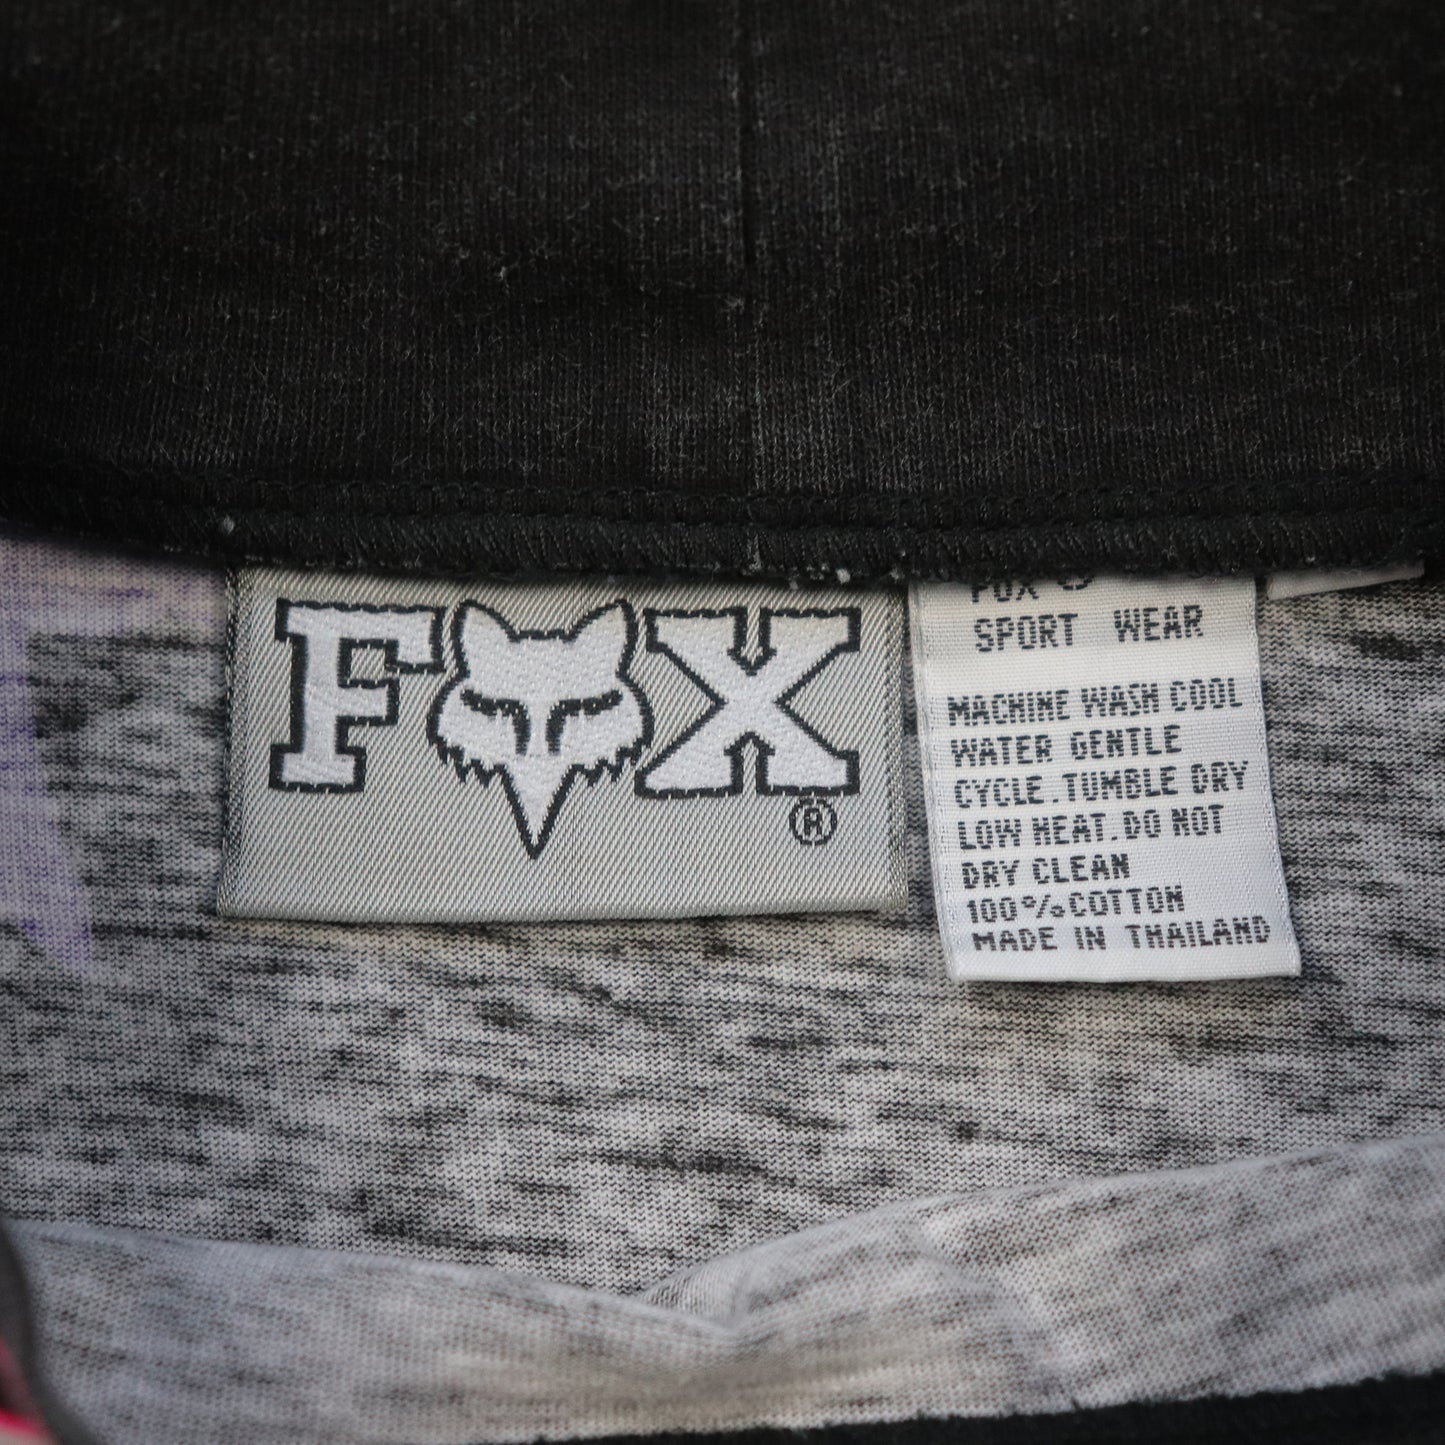 FOX ®
FOX ®
SPORT WEAR
MACHINE WASH COOL
WATER GENTLE
CYCLE.TUMBLE DRY
LOW HEAT.DO NOT
DRY CLEAN
100%COTTON
MADE IN THAILAND